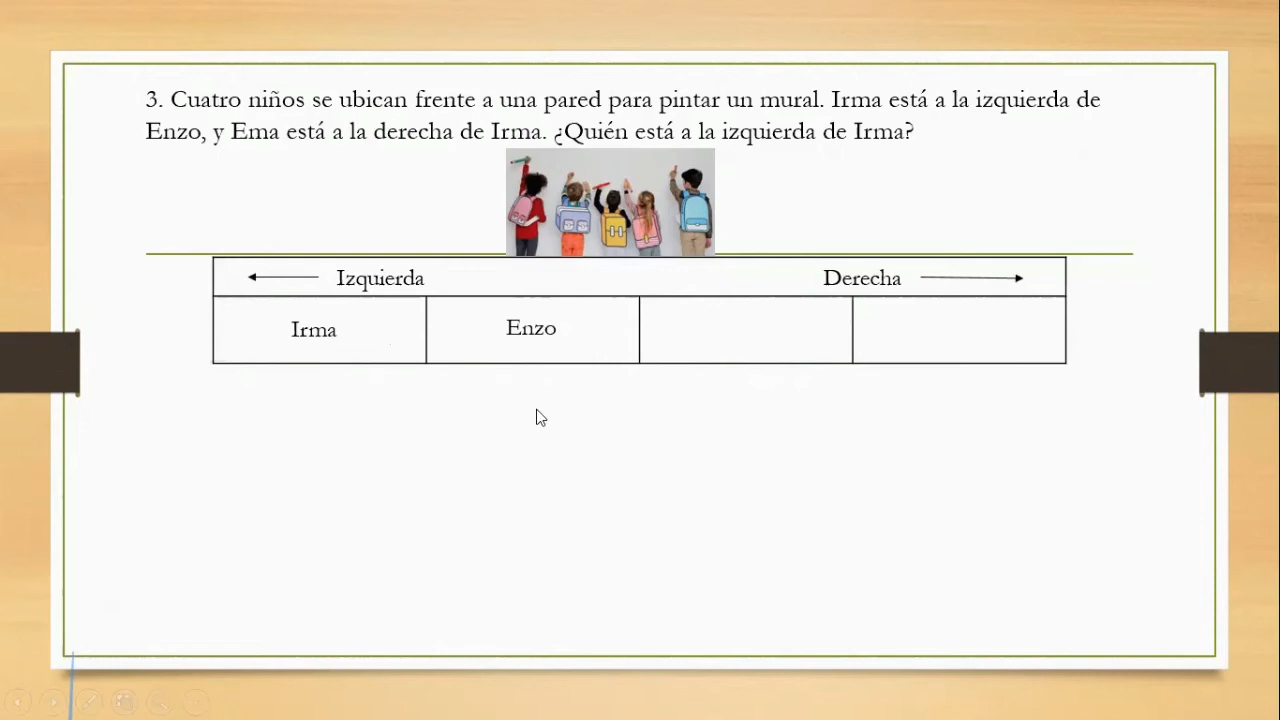 3. Cuatro niños se ubican frente a una pared para pintar un mural. Irma está a la izquierda de
Enzo, y Ema está a la derecha de Irma. ¿Quién está a la izquierda de Irma?
Izquierda Derecha
Irma Enzo